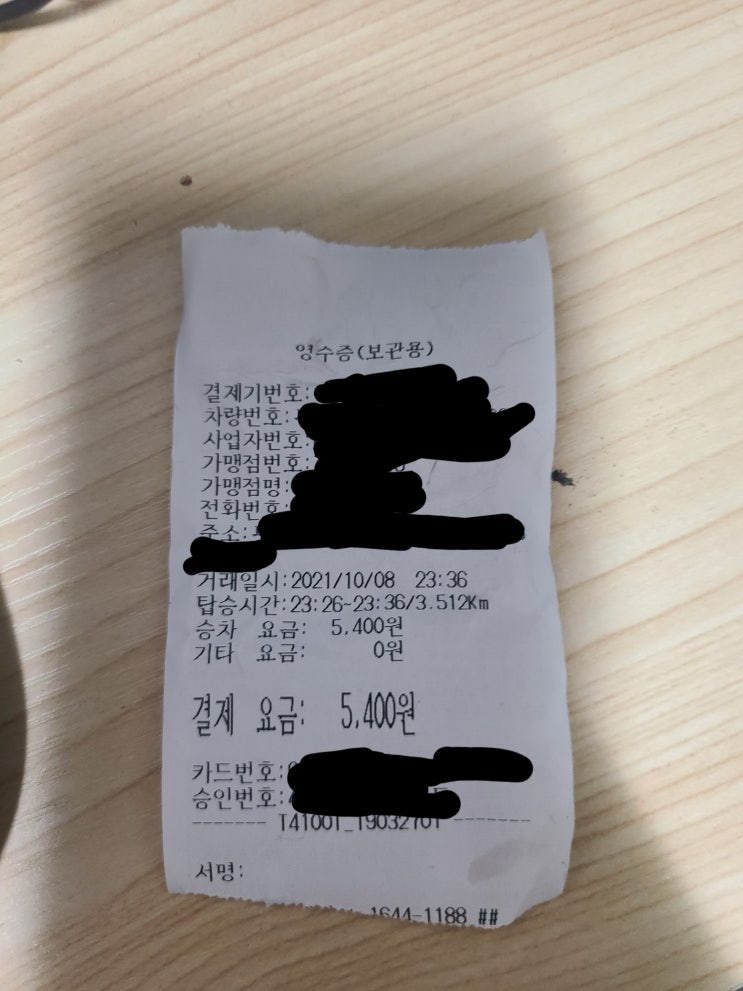 영수증(보관용)
결제기번호:
차량번호:
사업자번호:
가맹점번호:
가맹점명:
전화번호:
주소:
거래일시:2021/10/08 23:36
탑승시간:23:26~23:36/3.512Km
승차 요금: 5,400원
기타 요금: 0원
결제 요금: 5,400원
카드번호:
승인번호:
------- T41001_19032701 -------
서명:
1644-1188 ##